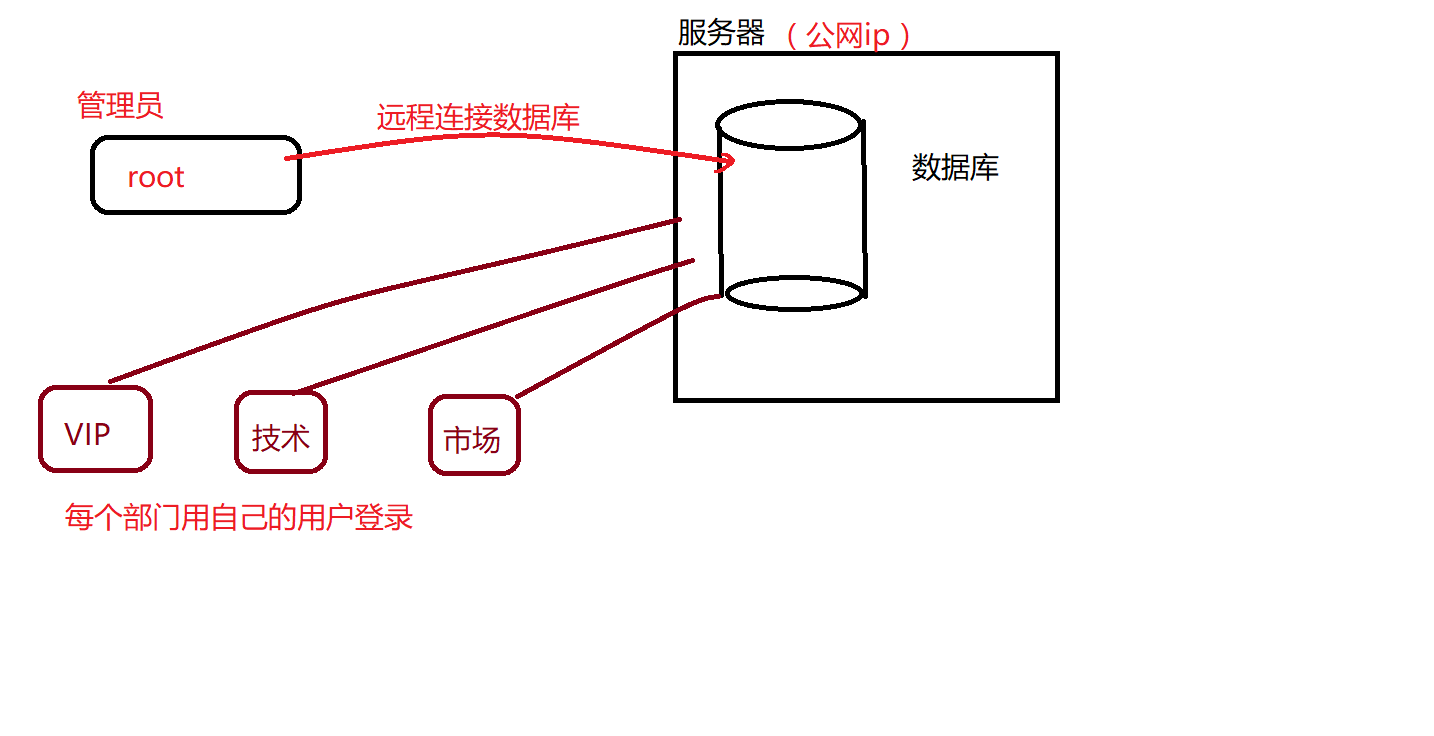 服务器（公网ip）
管理员
远程连接数据库
root
数据库
VIP
技术
市场
每个部门用自己的用户登录